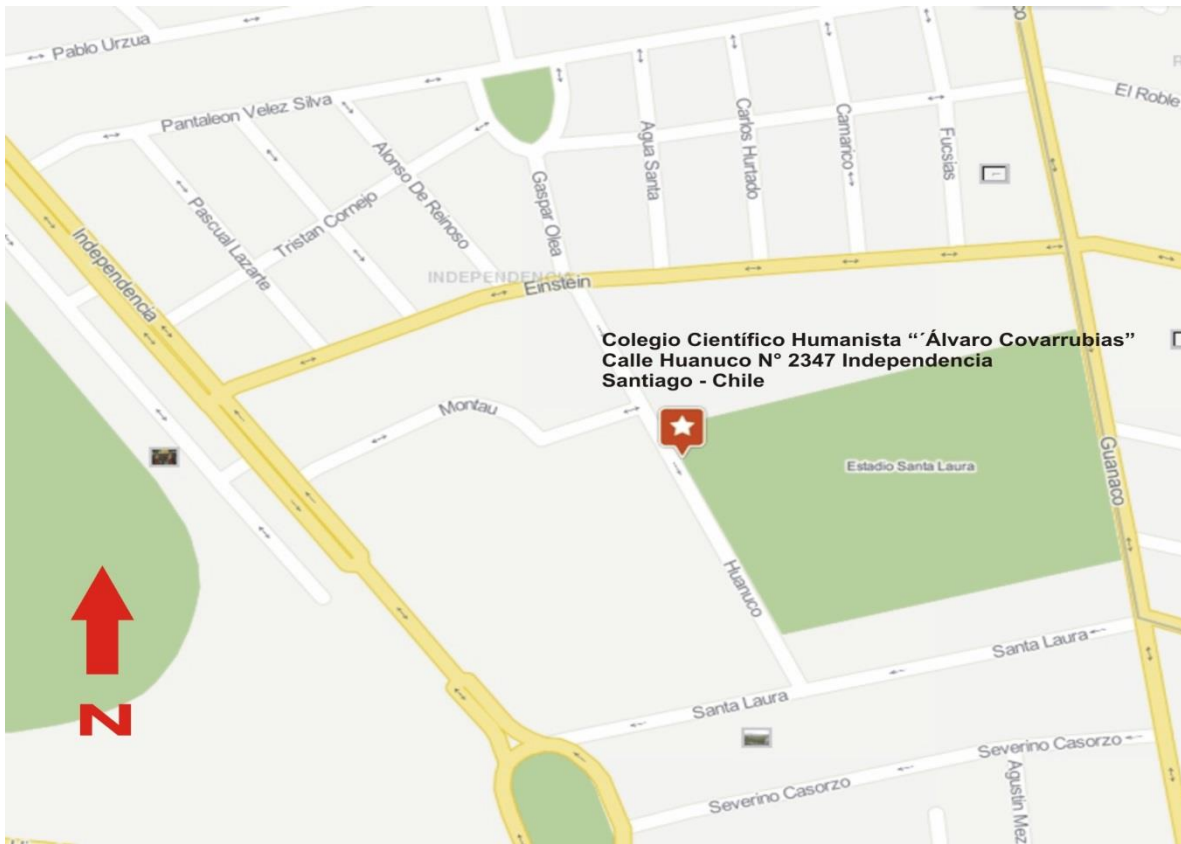 Pablo Urzua
Pantaleon Velez Silva
El Roble
Alonso De Reinoso
Gaspar Olea
Agua Santa
Carlos Hurtado
Camarico
Fucsias
Pascual Lazarte
Tristan Cornejo
Independencia
INDEPENDENCIA
Einstein
Colegio Científico Humanista “´Álvaro Covarrubias”
Calle Huanuco N° 2347 Independencia
Santiago - Chile
Montau
Estadio Santa Laura
Guanaco
Huanuco
N
Santa Laura
Santa Laura
Severino Casorzo
Severino Casorzo
Agustin Mez